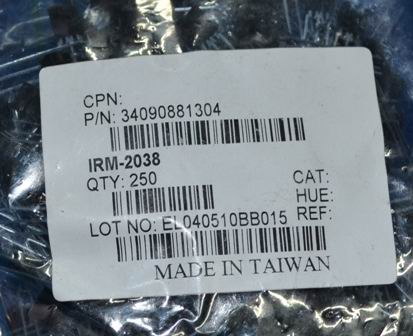 CPN:
P/N: 34090881304
IRM-2038
QTY: 250
CAT:
HUE:
LOT NO: EL040510BB015 REF:
MADE IN TAIWAN